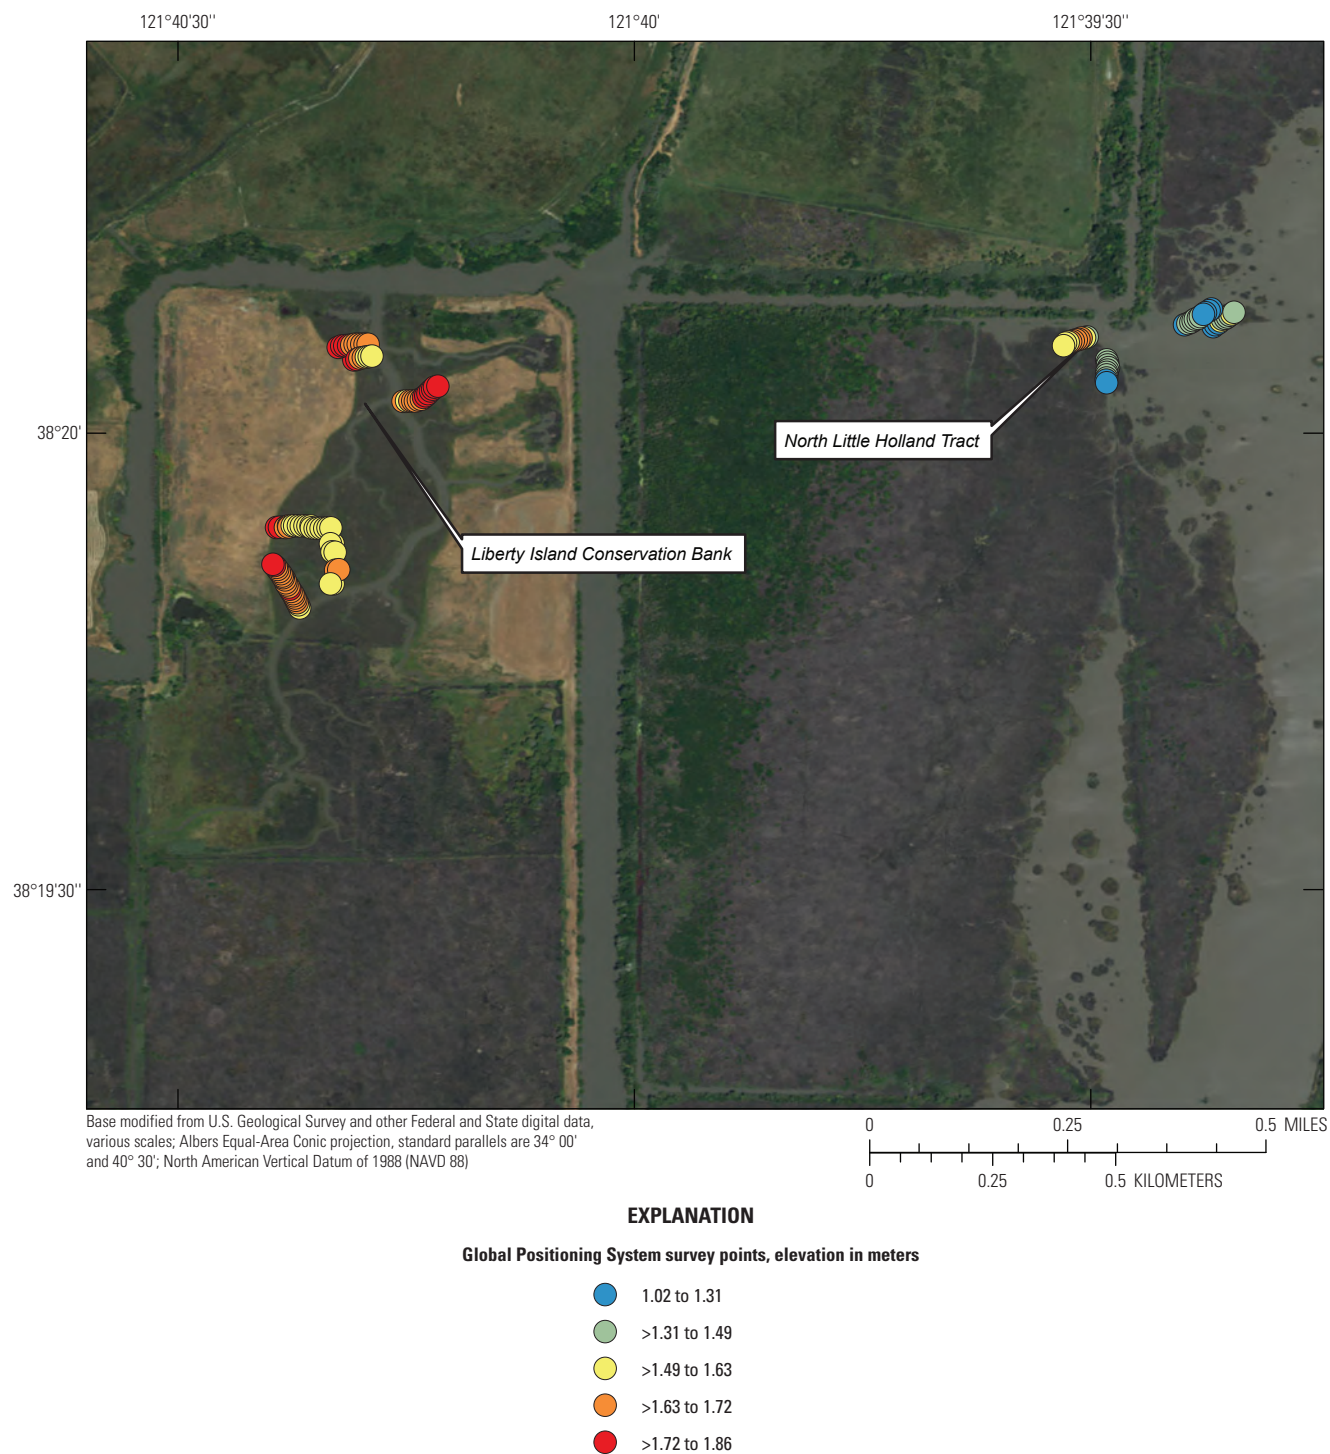 121°40'30''
121°40'
121°39'30''
38°20'
North Little Holland Tract
Liberty Island Conservation Bank
38°19'30''
Base modified from U.S. Geological Survey and other Federal and State digital data,
various scales; Albers Equal-Area Conic projection, standard parallels are 34° 00'
and 40° 30'; North American Vertical Datum of 1988 (NAVD 88)
0 0.25 0.5 MILES
0 0.25 0.5 KILOMETERS
EXPLANATION
Global Positioning System survey points, elevation in meters
1.02 to 1.31
>1.31 to 1.49
>1.49 to 1.63
>1.63 to 1.72
>1.72 to 1.86